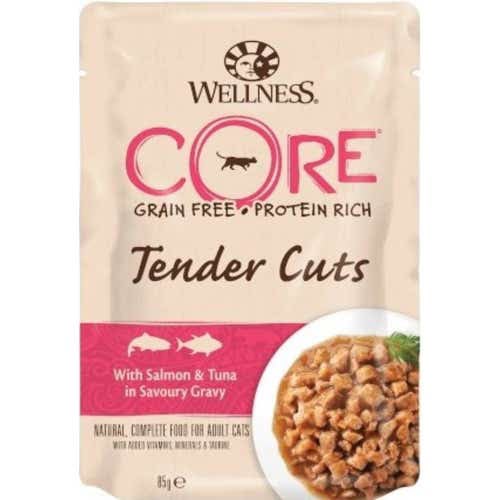 WELLNESS®
CORE®
GRAIN FREE • PROTEIN RICH
Tender Cuts
With Salmon & Tuna
in Savoury Gravy
NATURAL, COMPLETE FOOD FOR ADULT CATS
WITH ADDED VITAMINS, MINERALS & TAURINE
85g ℮